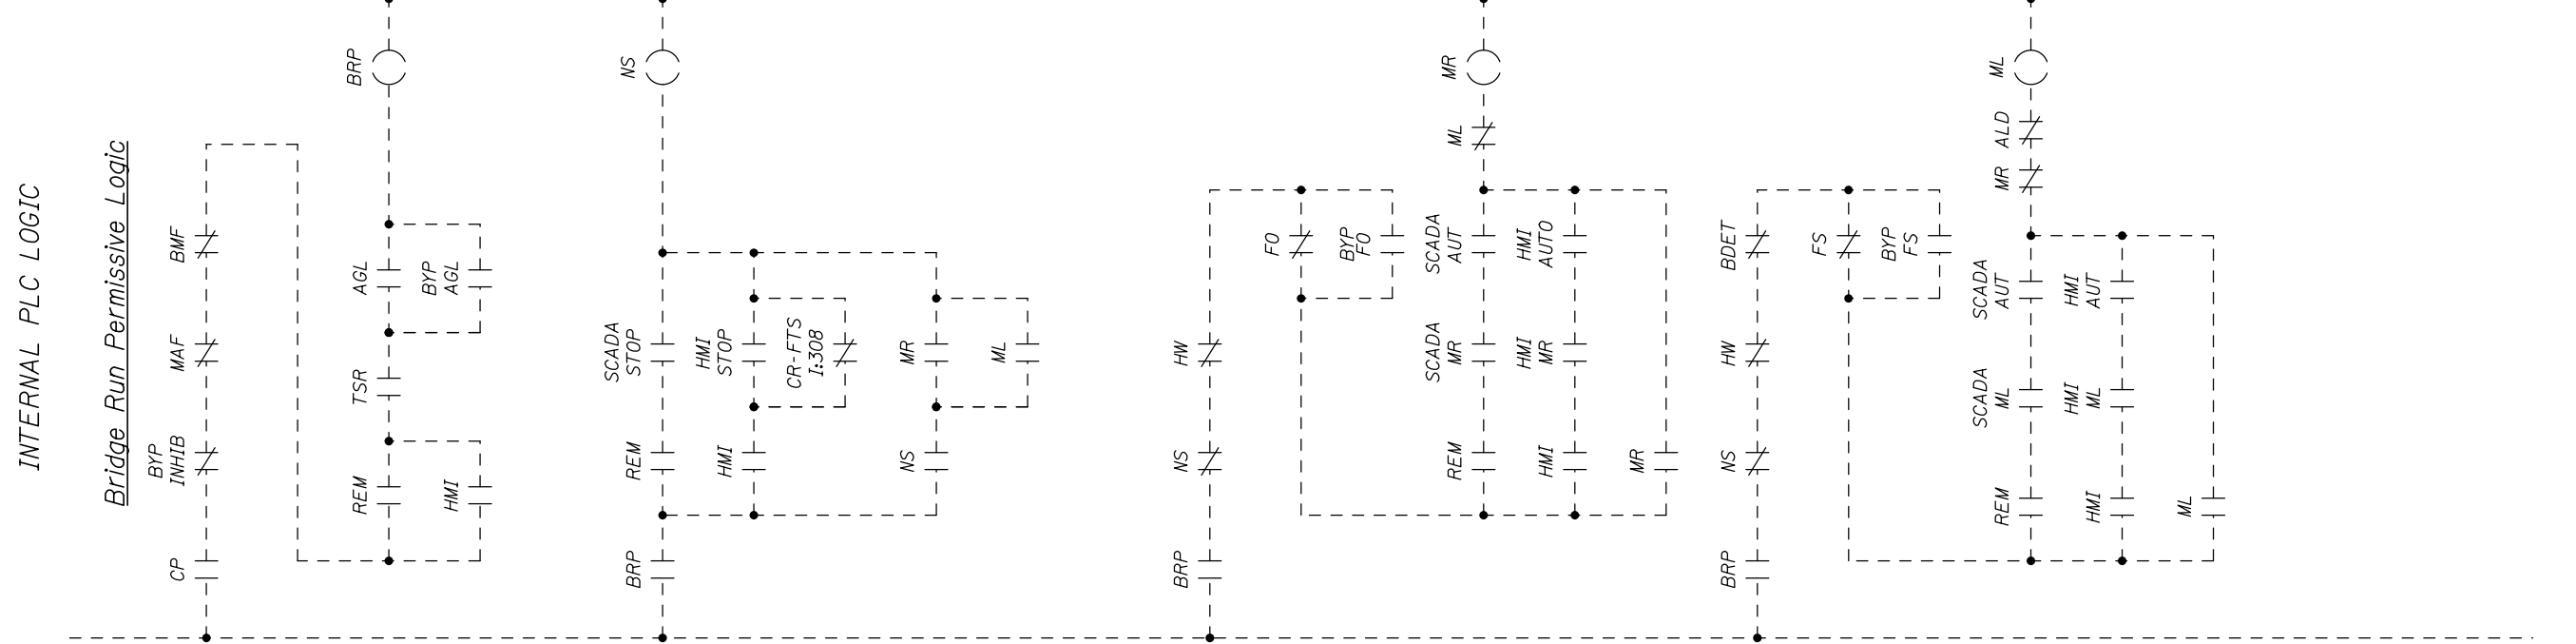 INTERNAL PLC LOGIC
Bridge Run Permissive Logic
CP
BYP
INHIB
MAF
BMF
REM
TSR
AGL
BRP
HMI
BYP
AGL
BRP
REM
SCADA
STOP
NS
HMI
HMI
STOP
CR-FTS
I:308
NS
MR
ML
BRP
NS
HW
FO
BYP
FO
REM
SCADA
MR
SCADA
AUT
ML
MR
HMI
HMI
MR
HMI
AUTO
MR
BRP
NS
HW
BDET
FS
BYP
FS
REM
SCADA
ML
SCADA
AUT
MR
ALD
ML
HMI
HMI
ML
HMI
AUT
ML